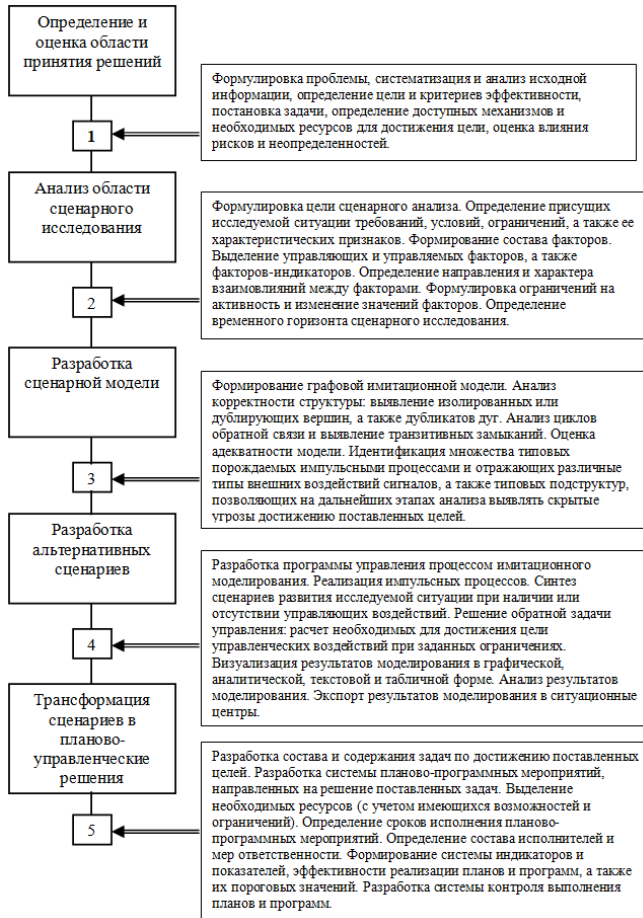 Определение и
оценка области
принятия решений
Формулировка проблемы, систематизация и анализ исходной
информации, определение цели и критериев эффективности,
постановка задачи, определение доступных механизмов и
необходимых ресурсов для достижения цели, оценка влияния
рисков и неопределенностей.
1
Анализ области
сценарного
исследования
Формулировка цели сценарного анализа. Определение присущих
исследуемой ситуации требований, условий, ограничений, а также ее
характеристических признаков. Формирование состава факторов.
Выделение управляющих и управляемых факторов, а также
факторов-индикаторов. Определение направления и характера
взаимовлияний между факторами. Формулировка ограничений на
активность и изменение значений факторов. Определение
временного горизонта сценарного исследования.
2
Разработка
сценарной модели
Формирование графовой имитационной модели. Анализ
корректности структуры: выявление изолированных или
дублирующих вершин, а также дубликатов дуг. Анализ циклов
обратной связи и выявление транзитивных замыканий. Оценка
адекватности модели. Идентификация множества типовых
порождаемых импульсными процессами и отражающих различные
типы внешних воздействий сигналов, а также типовых подструктур,
позволяющих на дальнейших этапах анализа выявлять скрытые
угрозы достижению поставленных целей.
3
Разработка
альтернативных
сценариев
Разработка программы управления процессом имитационного
моделирования. Реализация импульсных процессов. Синтез
сценариев развития исследуемой ситуации при наличии или
отсутствии управляющих воздействий. Решение обратной задачи
управления: расчет необходимых для достижения цели
управленческих воздействий при заданных ограничениях.
Визуализация результатов моделирования в графической,
аналитической, текстовой и табличной форме. Анализ результатов
моделирования. Экспорт результатов моделирования в ситуационные
центры.
4
Трансформация
сценариев в
планово-
управленческие
решения
Разработка состава и содержания задач по достижению поставленных
целей. Разработка системы планово-программных мероприятий,
направленных на решение поставленных задач. Выделение
необходимых ресурсов (с учетом имеющихся возможностей и
ограничений). Определение сроков исполнения планово-
программных мероприятий. Определение состава исполнителей и
мер ответственности. Формирование системы индикаторов и
показателей, эффективности реализации планов и программ, а также
их пороговых значений. Разработка системы контроля выполнения
планов и программ.
5